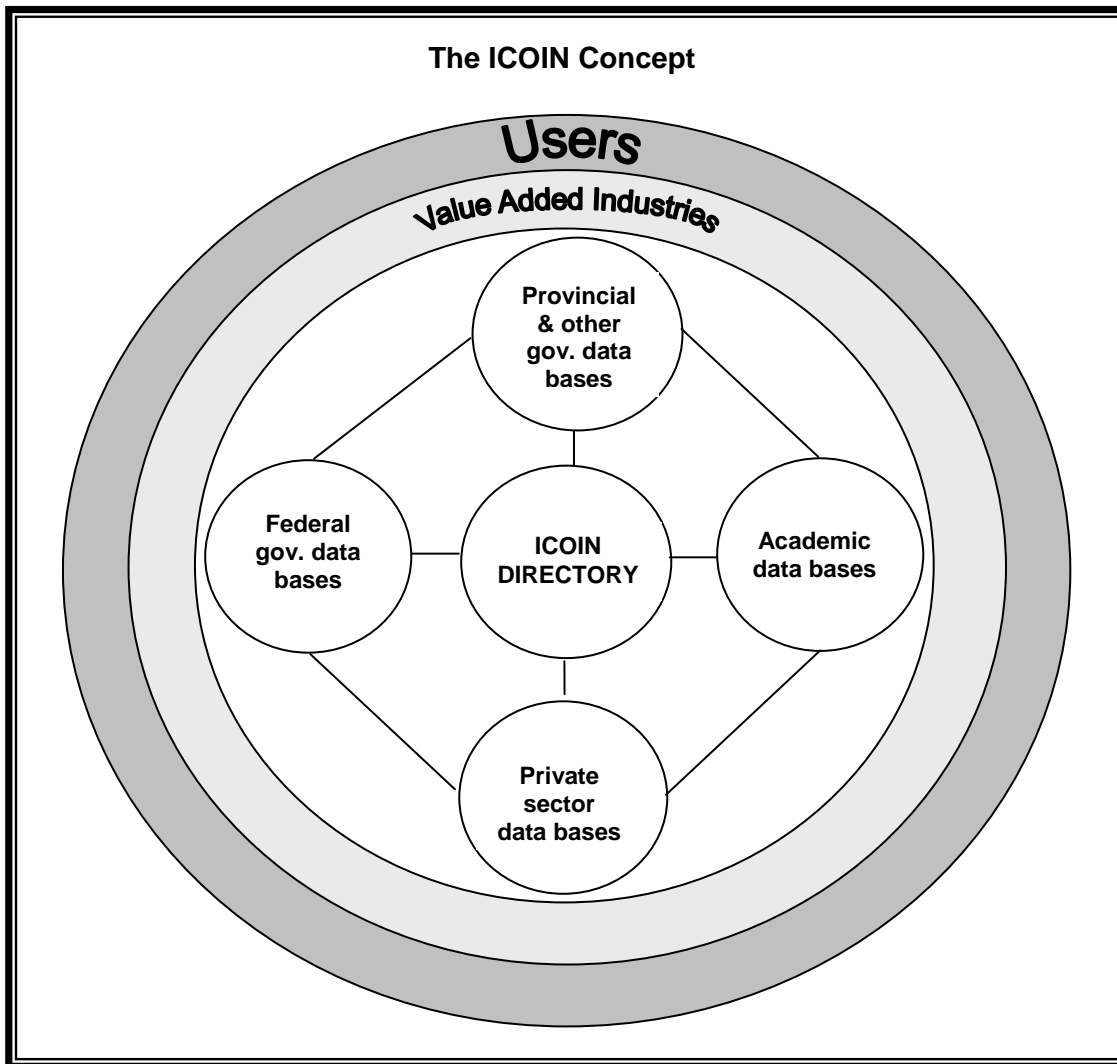 The ICOIN Concept
Users
Value Added Industries
Provincial
& other
gov. data
bases
Federal
gov. data
bases
ICOIN
DIRECTORY
Academic
data bases
Private
sector
data bases